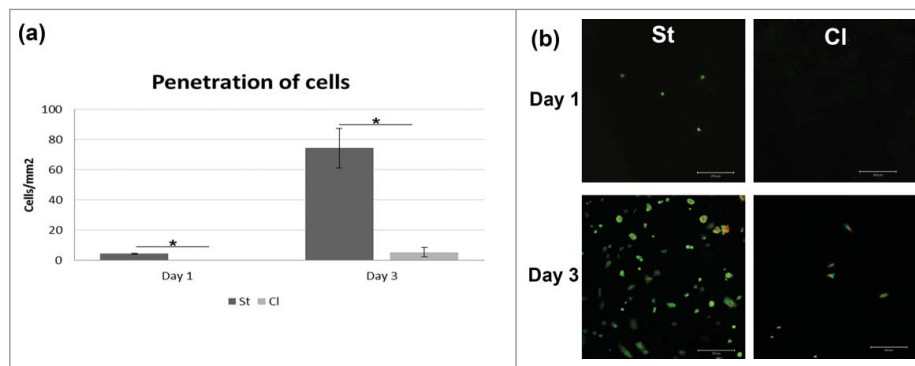 (a)
Penetration of cells
Cells/mm2
100
80
60
40
20
0
*
*
Day 1
Day 3
St
Cl
(b)
St
Cl
Day 1
Day 3